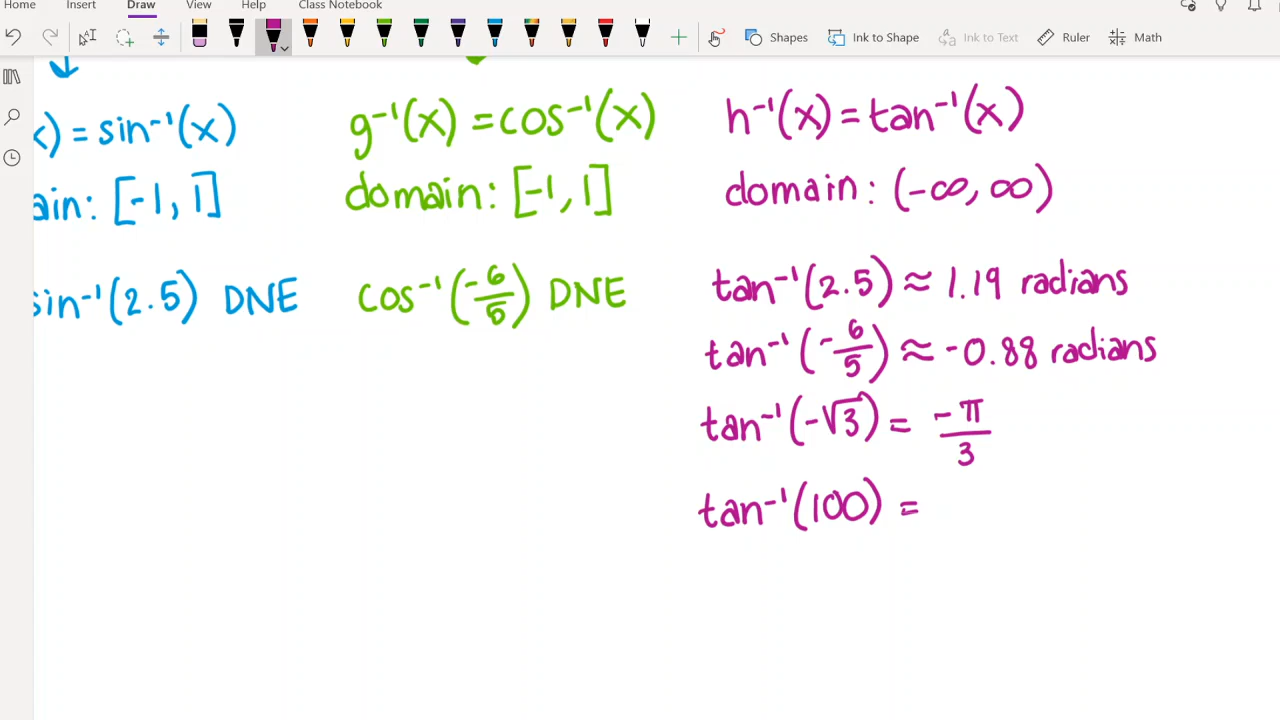 Home Insert Draw View Help Class Notebook
Shapes Ink to Shape Ink to Text Ruler Math
x) = sin⁻¹(x)
ain: [-1, 1]
sin⁻¹(2.5) DNE
g⁻¹(x) = cos⁻¹(x)
domain: [-1, 1]
cos⁻¹(-6/5) DNE
h⁻¹(x) = tan⁻¹(x)
domain: (-∞, ∞)
tan⁻¹(2.5) ≈ 1.19 radians
tan⁻¹(-6/5) ≈ -0.88 radians
tan⁻¹(-√3) = -π/3
tan⁻¹(100) =